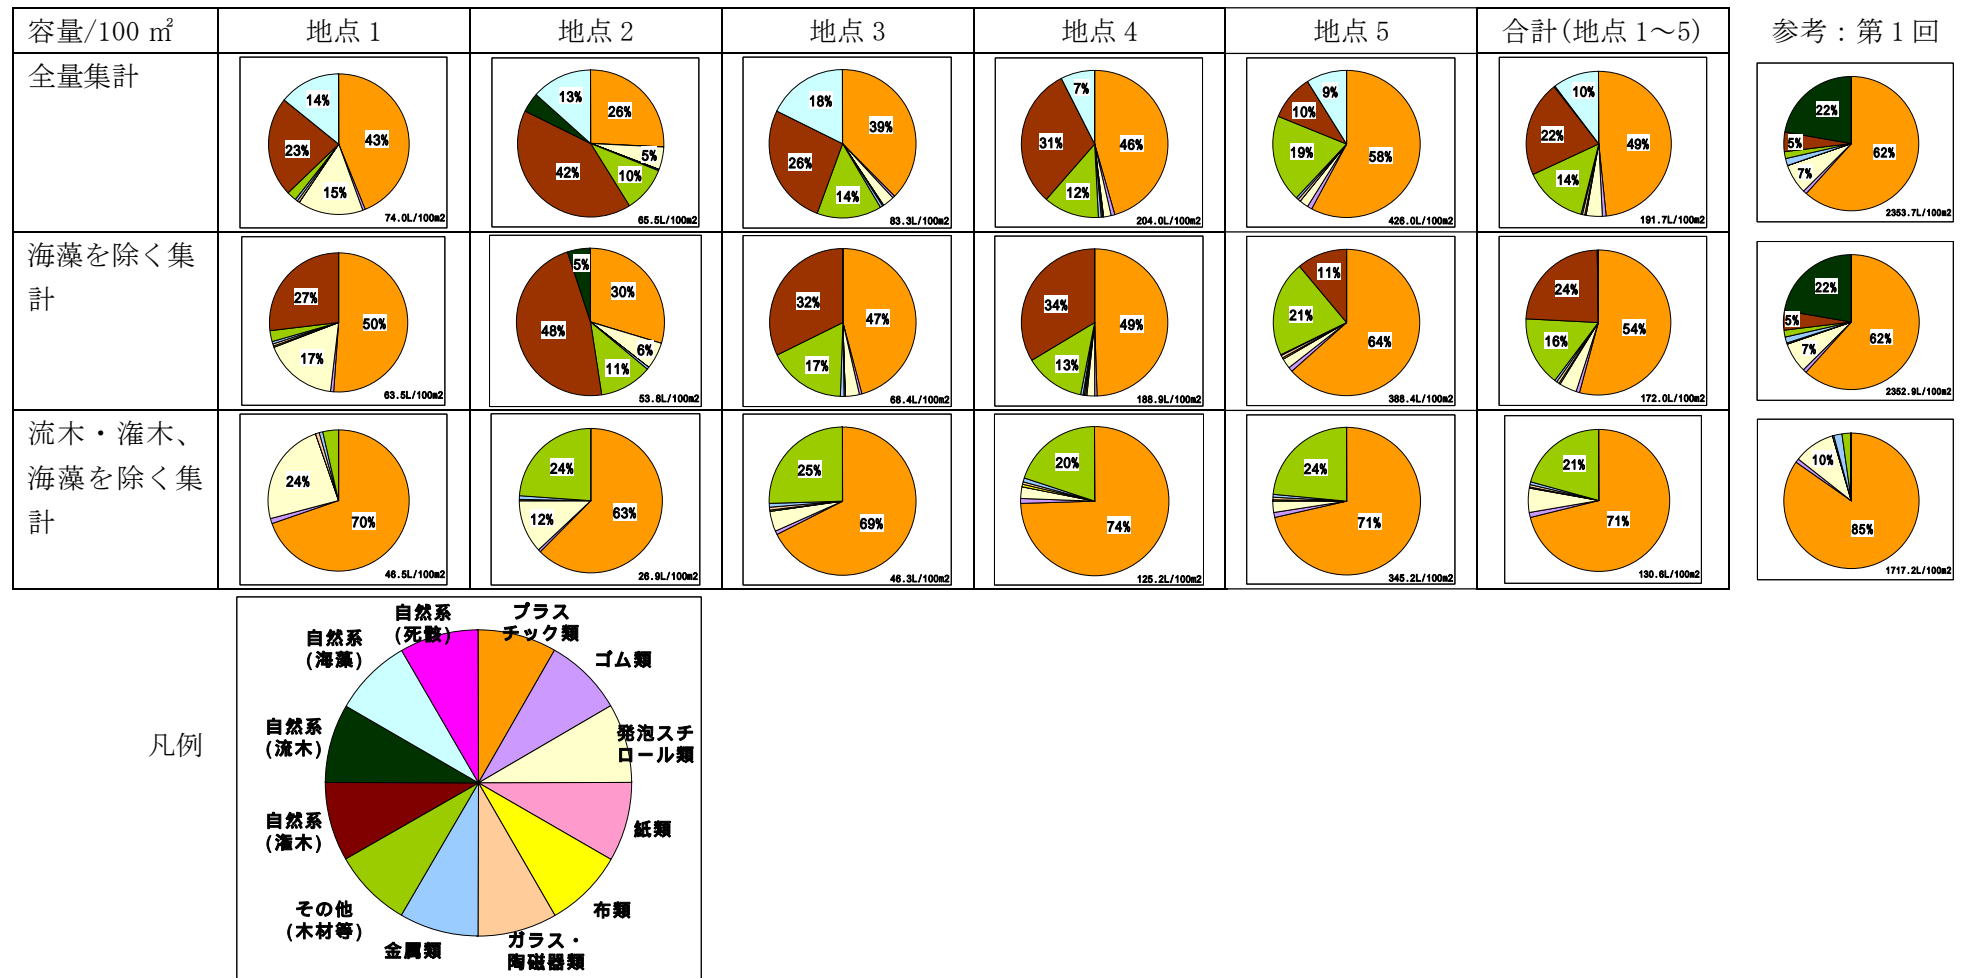 容量/100 ㎡ 地点 1 地点 2 地点 3 地点 4 地点 5 合計(地点 1～5) 参考：第 1 回
全量集計
14% 43% 23% 15% 74.0L/100m2
13% 26% 5% 10% 42% 65.5L/100m2
18% 39% 26% 14% 83.3L/100m2
7% 31% 46% 12% 204.0L/100m2
9% 10% 19% 58% 426.0L/100m2
10% 22% 49% 14% 191.7L/100m2
22% 5% 62% 7% 2353.7L/100m2
海藻を除く集
計
27% 50% 17% 63.5L/100m2
5% 30% 48% 6% 11% 53.8L/100m2
32% 47% 17% 68.4L/100m2
34% 49% 13% 188.9L/100m2
11% 21% 64% 388.4L/100m2
24% 54% 16% 172.0L/100m2
22% 5% 62% 7% 2352.9L/100m2
流木・潅木、
海藻を除く集
計
24% 70% 46.5L/100m2
24% 63% 12% 26.9L/100m2
25% 69% 46.3L/100m2
20% 74% 125.2L/100m2
24% 71% 345.2L/100m2
21% 71% 130.6L/100m2
10% 85% 1717.2L/100m2
凡例
自然系
(死骸)
プラス
チック類
自然系
(海藻)
ゴム類
自然系
(流木)
発泡スチ
ロール類
自然系
(潅木)
紙類
その他
(木材等)
布類
金属類
ガラス・
陶磁器類